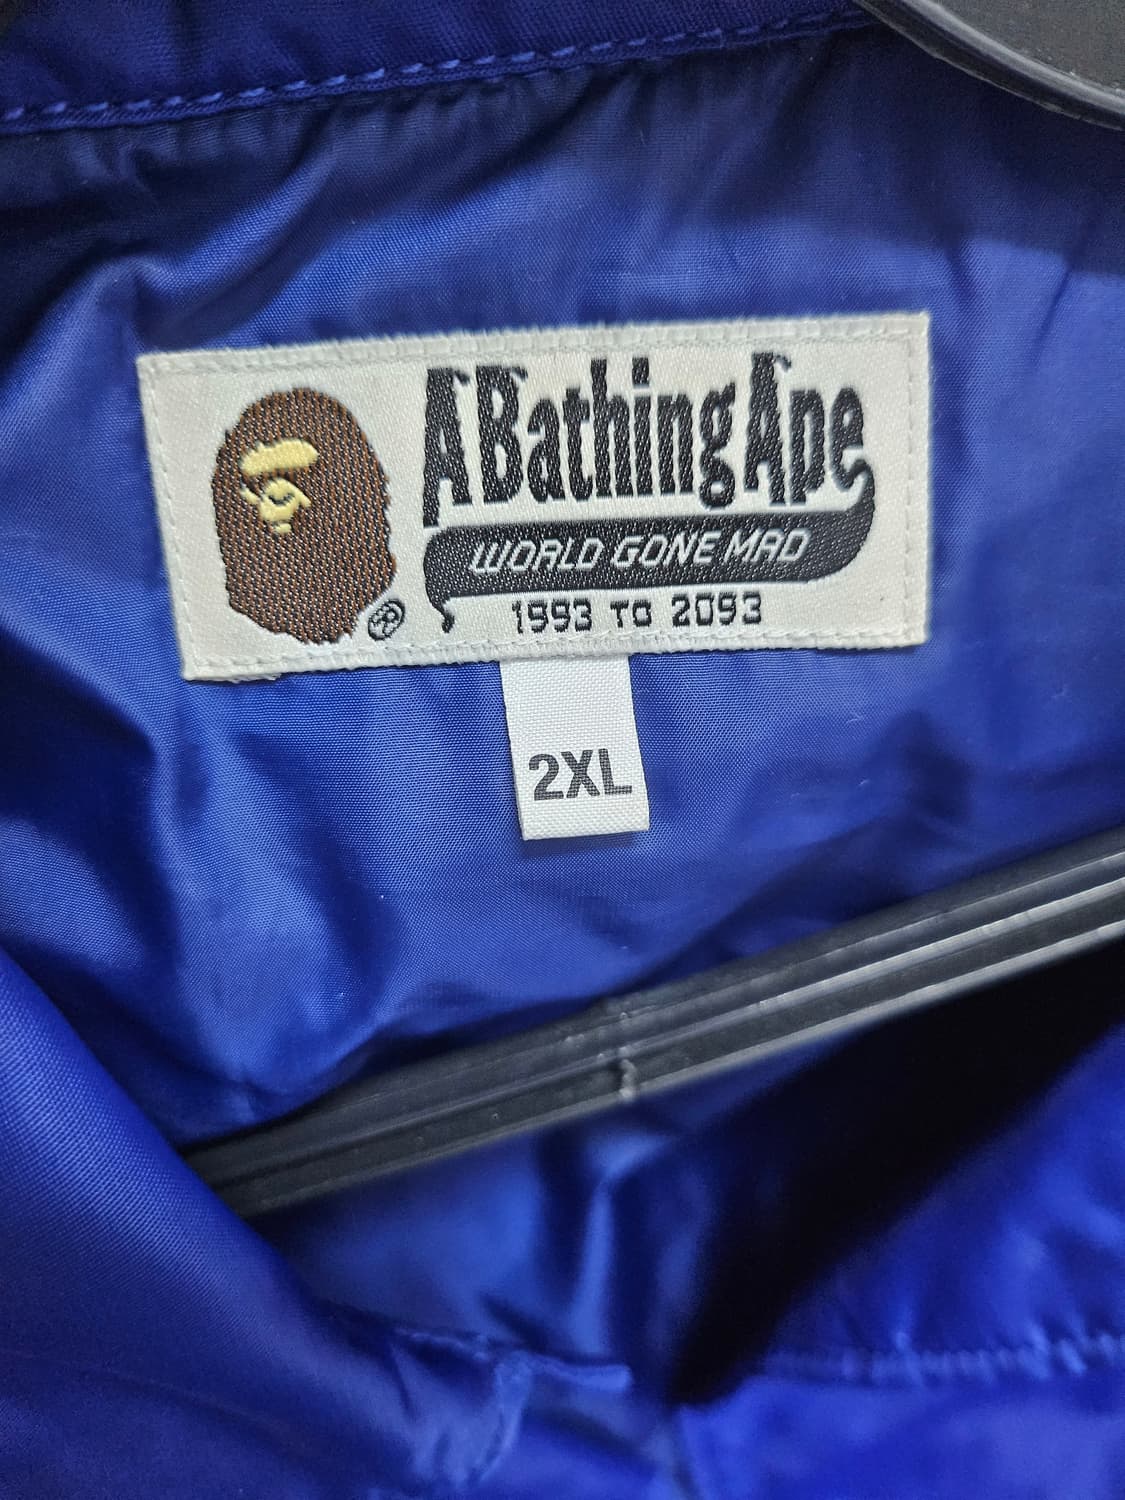 A Bathing Ape
WORLD GONE MAD
1993 TO 2093
®
2XL